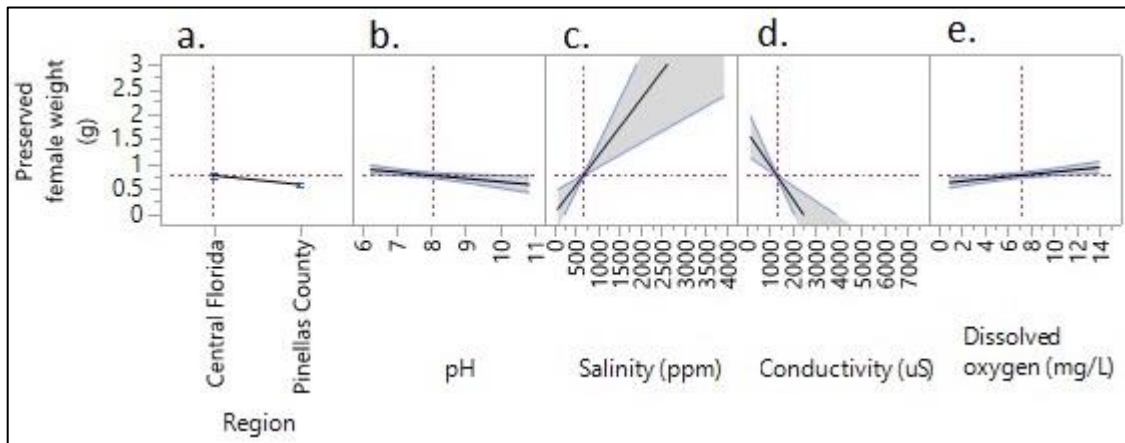 a.
b.
c.
d.
e.
Preserved
female weight
(g)
3
2.5
2
1.5
1
0.5
0
Central Florida
Pinellas County
Region
6
7
8
9
10
11
pH
0
500
1000
1500
2000
2500
3000
3500
4000
Salinity (ppm)
0
1000
2000
3000
4000
5000
6000
7000
Conductivity (uS)
0
2
4
6
8
10
12
14
Dissolved
oxygen (mg/L)